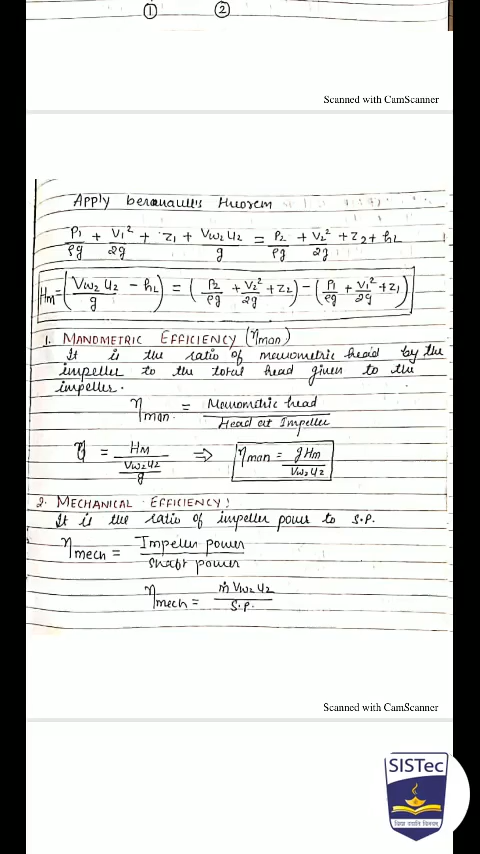 ① ②
Scanned with CamScanner
Apply beranault's theorem
P₁/ρg + V₁²/2g + Z₁ + Vw₂U₂/g = P₂/ρg + V₂²/2g + Z₂ + hL
Hm = (Vw₂U₂/g - hL) = (P₂/ρg + V₂²/2g + Z₂) - (P₁/ρg + V₁²/2g + Z₁)
1. MANOMETRIC EFFICIENCY (ηman)
It is the ratio of manometric head by the
impeller to the total head given to the
impeller.
ηman. = Manometric head / Head at Impeller
η = HM / (Vw₂U₂/g) ⇒ ηman = gHm / Vw₂U₂
2. MECHANICAL EFFICIENCY:
It is the ratio of impeller power to S.P.
ηmech = Impeller power / Shaft power
ηmech = ṁ Vw₂U₂ / S.P.
Scanned with CamScanner
SISTec
विद्या परमति विनयम्